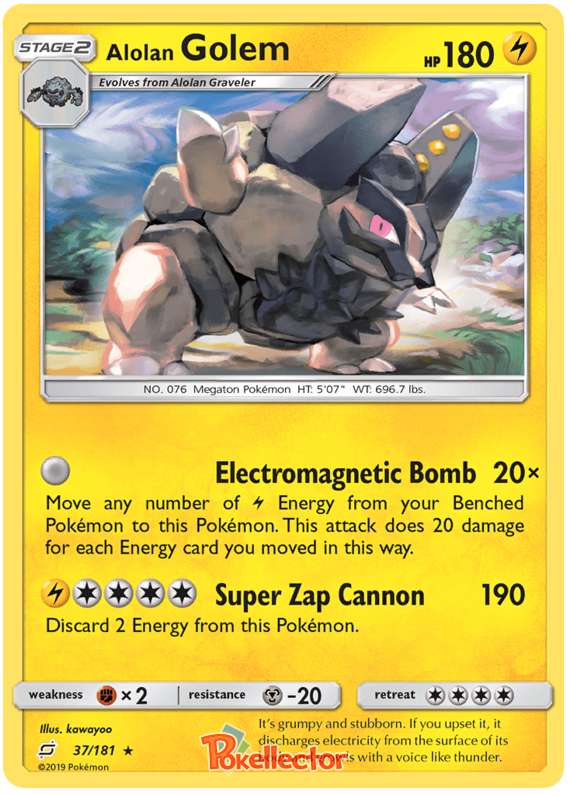 STAGE2
Alolan Golem
HP 180
Evolves from Alolan Graveler
NO. 076 Megaton Pokémon HT: 5'07" WT: 696.7 lbs.
Electromagnetic Bomb 20×
Move any number of Energy from your Benched
Pokémon to this Pokémon. This attack does 20 damage
for each Energy card you moved in this way.
Super Zap Cannon 190
Discard 2 Energy from this Pokémon.
weakness ×2 resistance -20 retreat
Illus. kawayoo
37/181 ★
©2019 Pokémon
It's grumpy and stubborn. If you upset it, it
discharges electricity from the surface of its
with a voice like thunder.
Pokellector